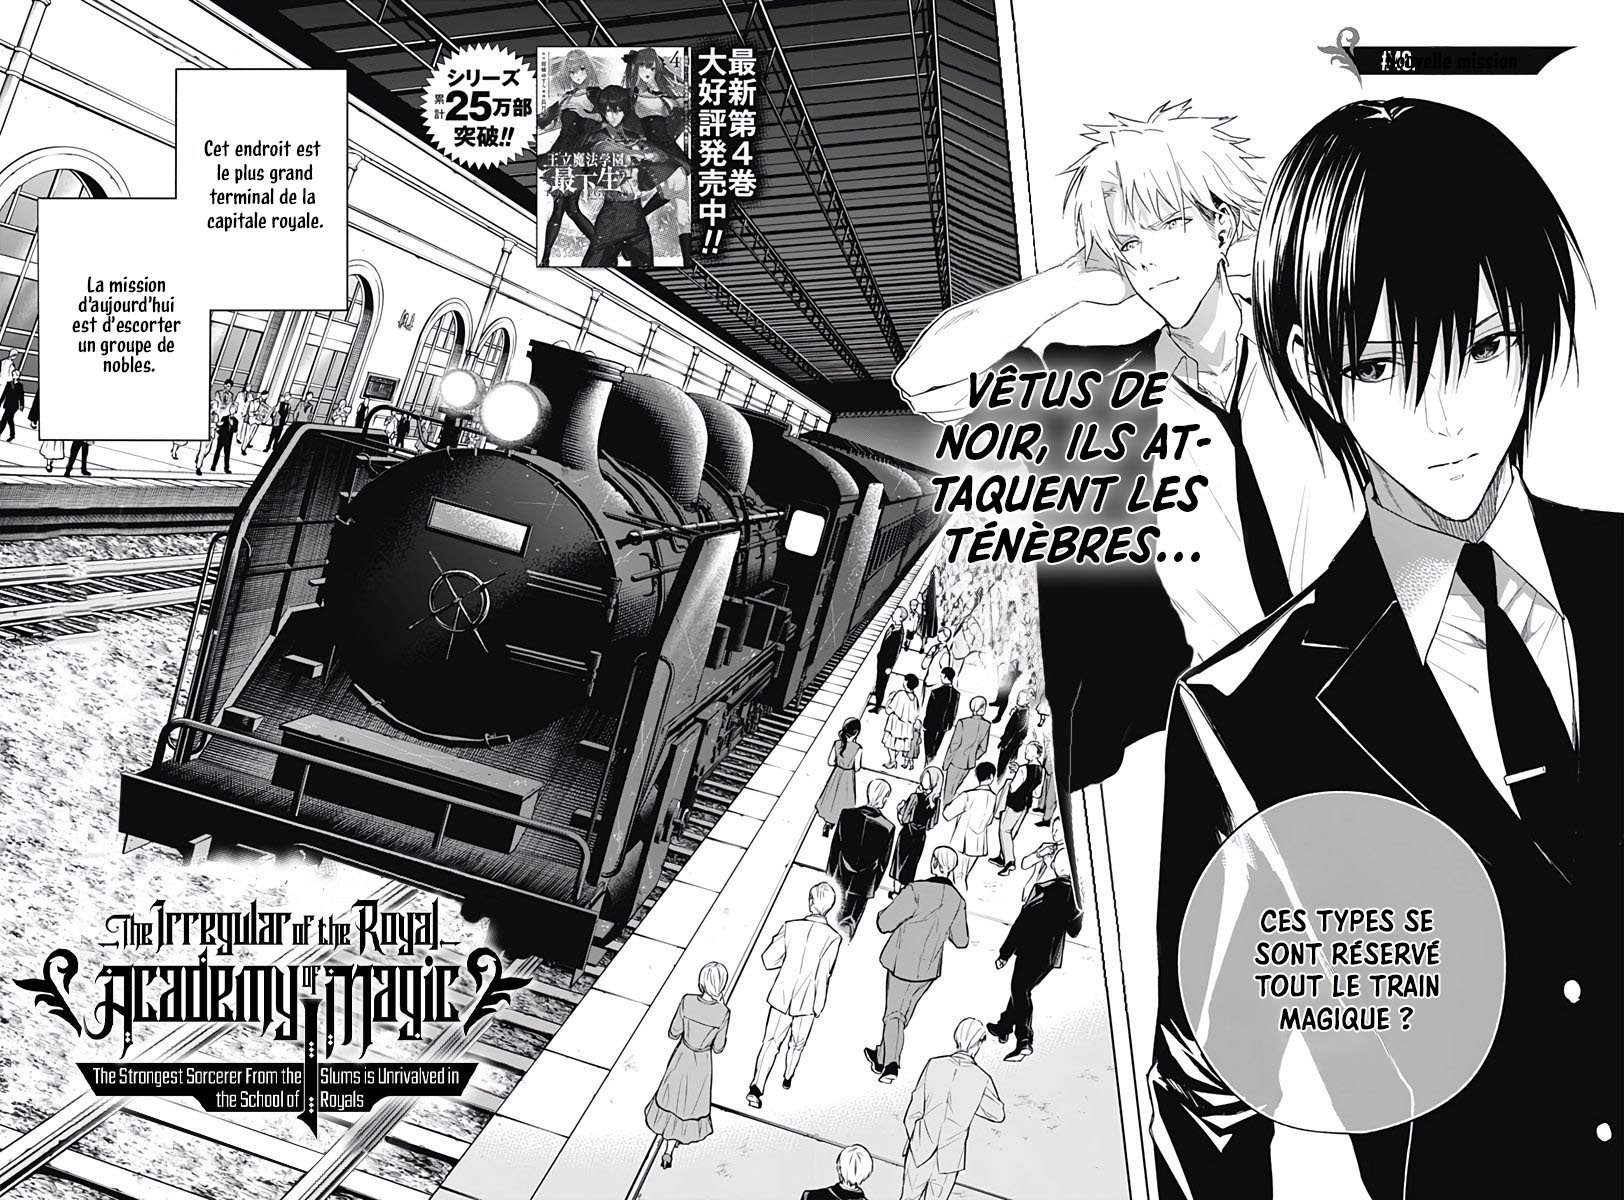 #48.
Nouvelle mission
VÊTUS DE
NOIR, ILS AT-
TAQUENT LES
TÉNÈBRES...
CES TYPES SE
SONT RÉSERVÉ
TOUT LE TRAIN
MAGIQUE ?
最新第4巻
大好評発売中!!
シリーズ
累計25万部
突破!!
4
王立魔法学園
最下生
Cet endroit est
le plus grand
terminal de la
capitale royale.
La mission
d'aujourd'hui
est d'escorter
un groupe de
nobles.
The Irregular of the Royal
Academy of Magic
The Strongest Sorcerer From the Slums is Unrivalved in
the School of Royals